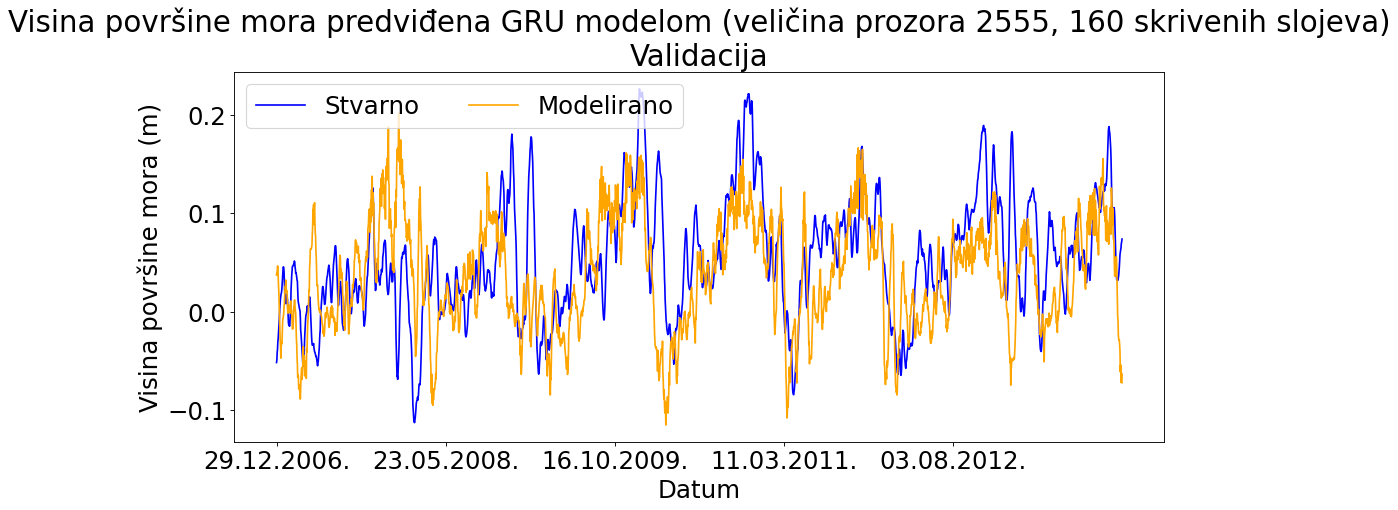 Visina površine mora predviđena GRU modelom (veličina prozora 2555, 160 skrivenih slojeva)
Validacija
Stvarno Modelirano
Visina površine mora (m)
0.2
0.1
0.0
−0.1
29.12.2006. 23.05.2008. 16.10.2009. 11.03.2011. 03.08.2012.
Datum